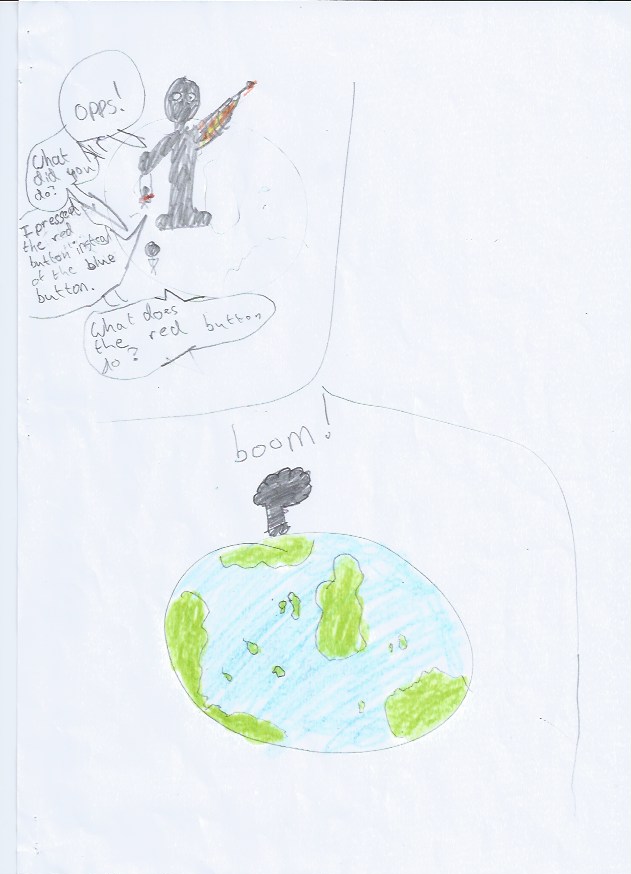 opps!
What
did you
do?
I pressed
the red
button instead
of the blue
button.
What does
the red button
do?
boom!